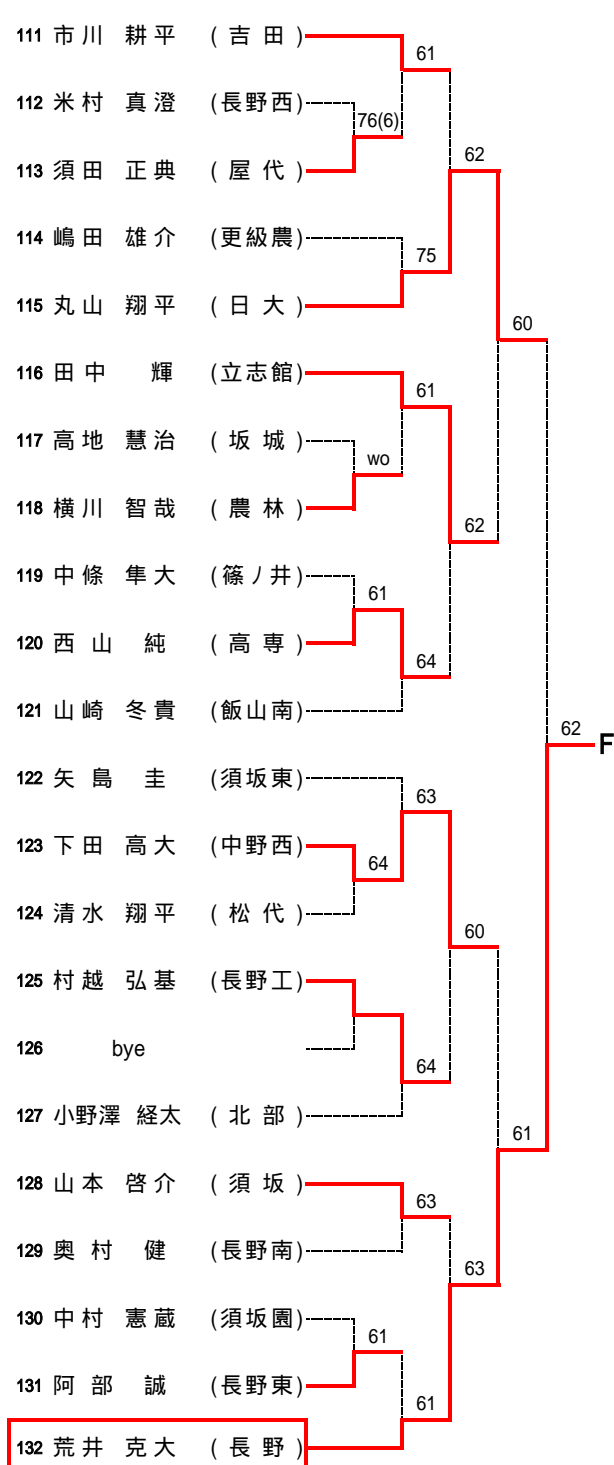 111 市川 耕平 (吉田)
61
112 米村 真澄 (長野西)
76(6)
113 須田 正典 (屋代)
62
114 嶋田 雄介 (更級農)
75
115 丸山 翔平 (日大)
60
116 田中 輝 (立志館)
61
117 高地 慧治 (坂城)
wo
118 横川 智哉 (農林)
62
119 中條 隼大 (篠ノ井)
61
120 西山 純 (高専)
64
121 山崎 冬貴 (飯山南)
62
F
122 矢島 圭 (須坂東)
63
123 下田 高大 (中野西)
64
124 清水 翔平 (松代)
60
125 村越 弘基 (長野工)
126 bye
64
127 小野澤 経太 (北部)
61
128 山本 啓介 (須坂)
63
129 奥村 健 (長野南)
63
130 中村 憲蔵 (須坂園)
61
131 阿部 誠 (長野東)
61
132 荒井 克大 (長野)